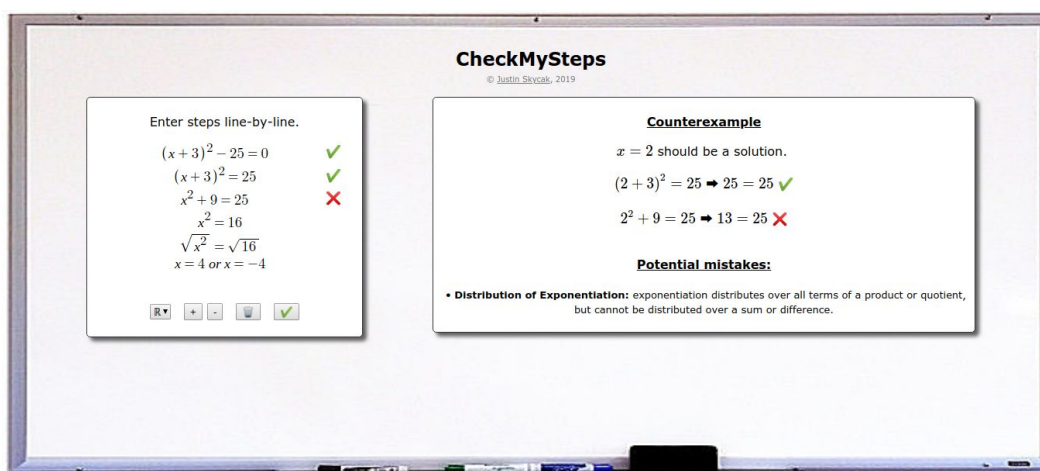 CheckMySteps
© Justin Skycak, 2019
Enter steps line-by-line.
(x + 3)² − 25 = 0 ✔
(x + 3)² = 25 ✔
x² + 9 = 25 ❌
x² = 16
√x² = √16
x = 4 or x = −4
ℝ ▾ + - 🗑 ✔
Counterexample
x = 2 should be a solution.
(2 + 3)² = 25 ➡ 25 = 25 ✔
2² + 9 = 25 ➡ 13 = 25 ❌
Potential mistakes:
• Distribution of Exponentiation: exponentiation distributes over all terms of a product or quotient,
but cannot be distributed over a sum or difference.